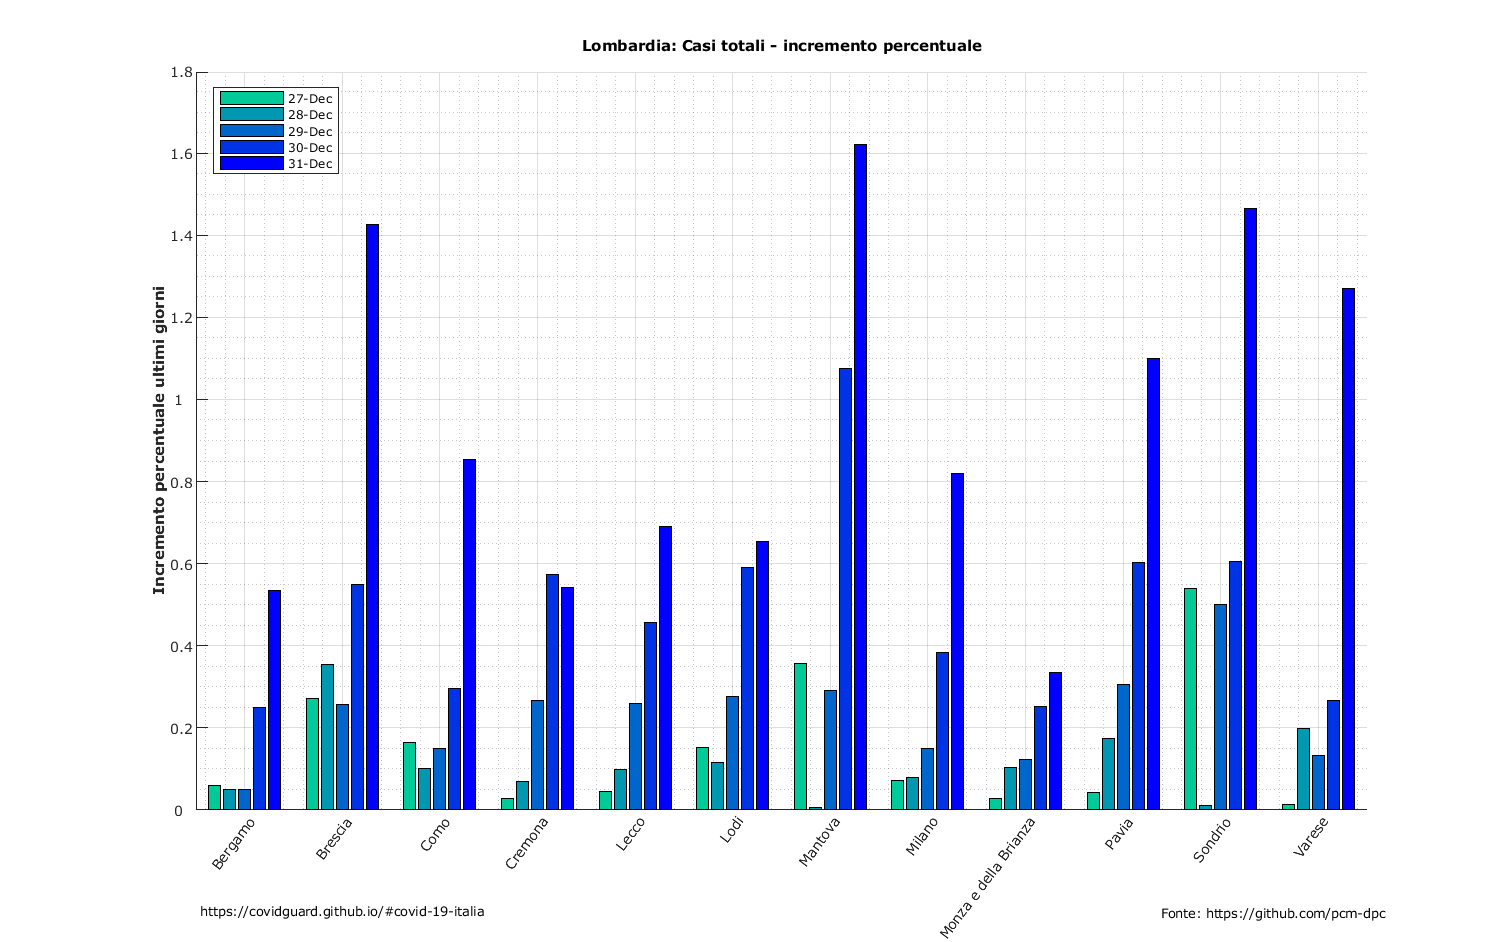 Lombardia: Casi totali - incremento percentuale
Incremento percentuale ultimi giorni
1.8
1.6
1.4
1.2
1
0.8
0.6
0.4
0.2
0
27-Dec
28-Dec
29-Dec
30-Dec
31-Dec
Bergamo
Brescia
Como
Cremona
Lecco
Lodi
Mantova
Milano
Monza e della Brianza
Pavia
Sondrio
Varese
https://covidguard.github.io/#covid-19-italia
Fonte: https://github.com/pcm-dpc